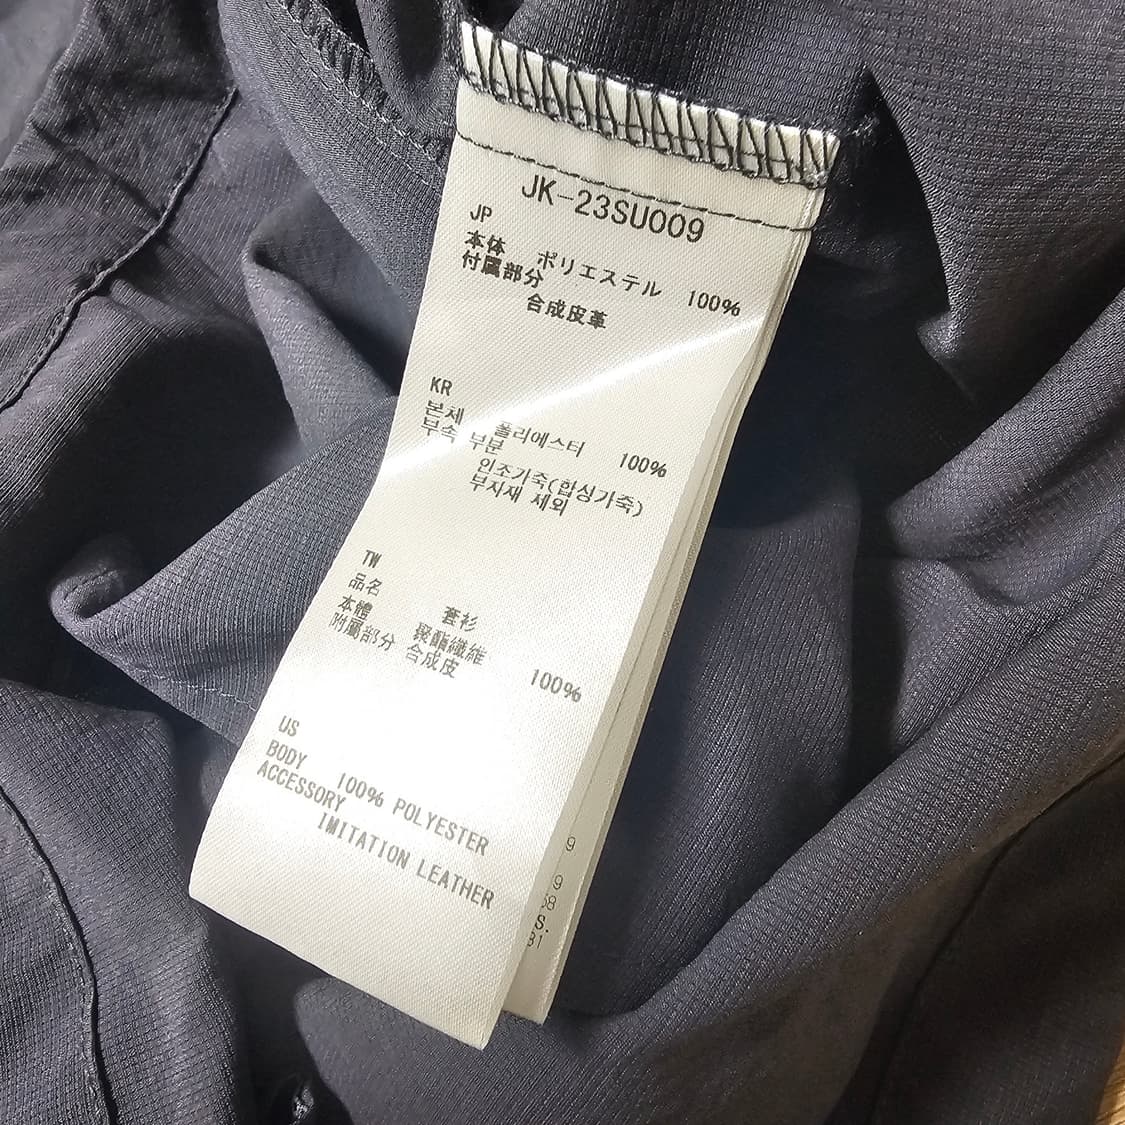 JK-23SU009
JP
本体 ポリエステル 100%
付属部分
合成皮革
KR
본체 폴리에스터 100%
부속 부분
인조가죽(합성가죽)
부자재 제외
TW
品名 套衫
本體 聚酯纖維 100%
附屬部分 合成皮
US
BODY 100% POLYESTER
ACCESSORY
IMITATION LEATHER
9
9
S.